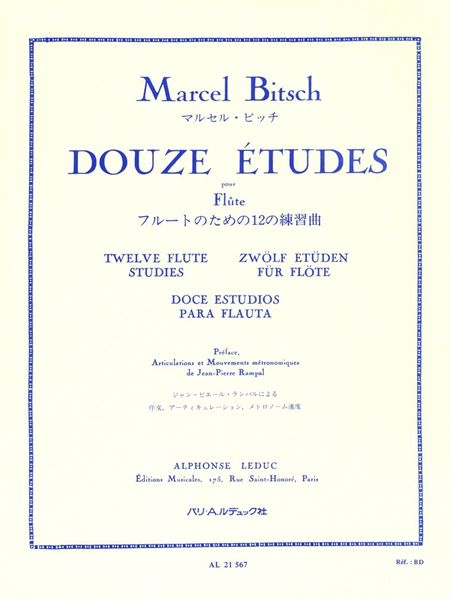 Marcel Bitsch
マルセル・ビッチ
DOUZE ÉTUDES
pour
Flûte
フルートのための12の練習曲
TWELVE FLUTE STUDIES
ZWÖLF ETÜDEN FÜR FLÖTE
DOCE ESTUDIOS
PARA FLAUTA
Préface,
Articulations et Mouvements métronomiques
de Jean-Pierre Rampal
ジャン－ピエール・ランパルによる
序文, アーティキュレーション, メトロノーム速度
ALPHONSE LEDUC
Éditions Musicales, 175, Rue Saint-Honoré, Paris
パリ・A.ルデュック社
AL 21 567
Réf. : BD